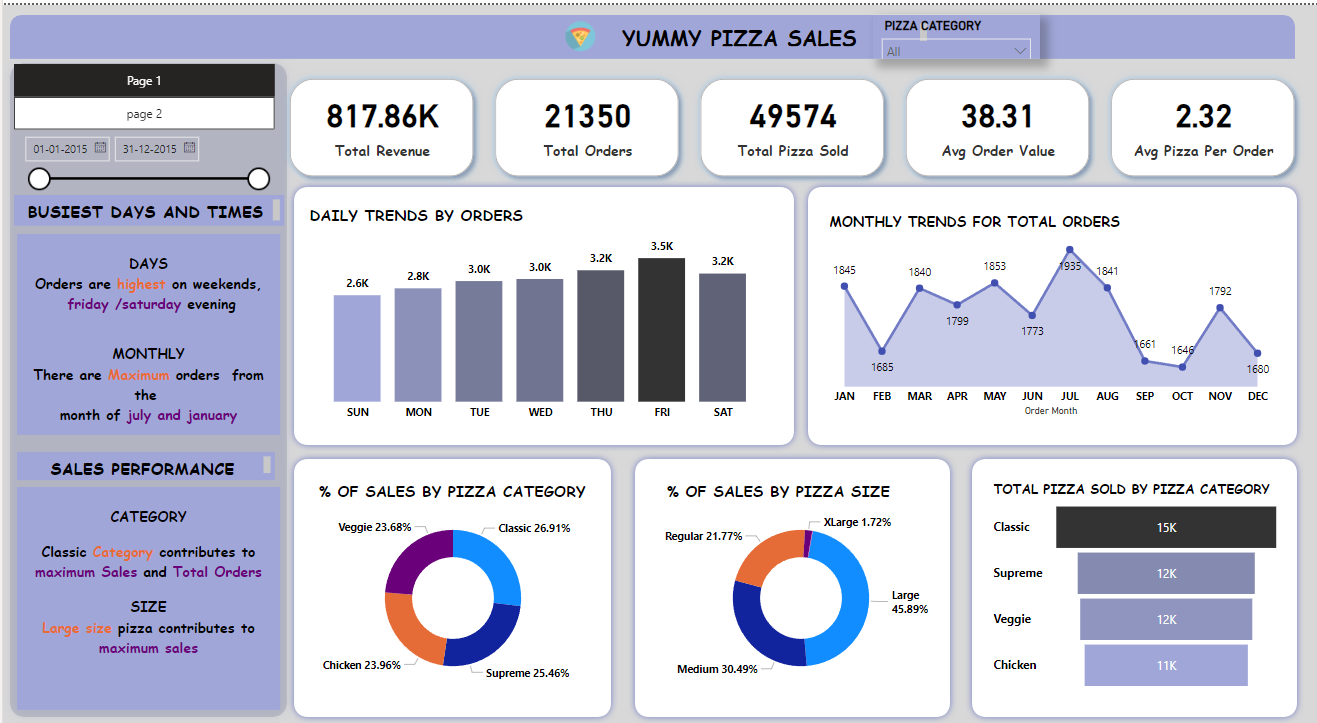 YUMMY PIZZA SALES
PIZZA CATEGORY
All
Page 1
page 2
01-01-2015
31-12-2015
BUSIEST DAYS AND TIMES
DAYS
Orders are highest on weekends,
friday /saturday evening
MONTHLY
There are Maximum orders from
the
month of july and january
SALES PERFORMANCE
CATEGORY
Classic Category contributes to
maximum Sales and Total Orders
SIZE
Large size pizza contributes to
maximum sales
817.86K
Total Revenue
21350
Total Orders
49574
Total Pizza Sold
38.31
Avg Order Value
2.32
Avg Pizza Per Order
DAILY TRENDS BY ORDERS
2.6K
2.8K
3.0K
3.0K
3.2K
3.5K
3.2K
SUN MON TUE WED THU FRI SAT
MONTHLY TRENDS FOR TOTAL ORDERS
1845
1685
1840
1799
1853
1773
1935
1841
1661
1646
1792
1680
JAN FEB MAR APR MAY JUN JUL AUG SEP OCT NOV DEC
Order Month
% OF SALES BY PIZZA CATEGORY
Veggie 23.68%
Classic 26.91%
Chicken 23.96%
Supreme 25.46%
% OF SALES BY PIZZA SIZE
XLarge 1.72%
Regular 21.77%
Large
45.89%
Medium 30.49%
TOTAL PIZZA SOLD BY PIZZA CATEGORY
Classic 15K
Supreme 12K
Veggie 12K
Chicken 11K